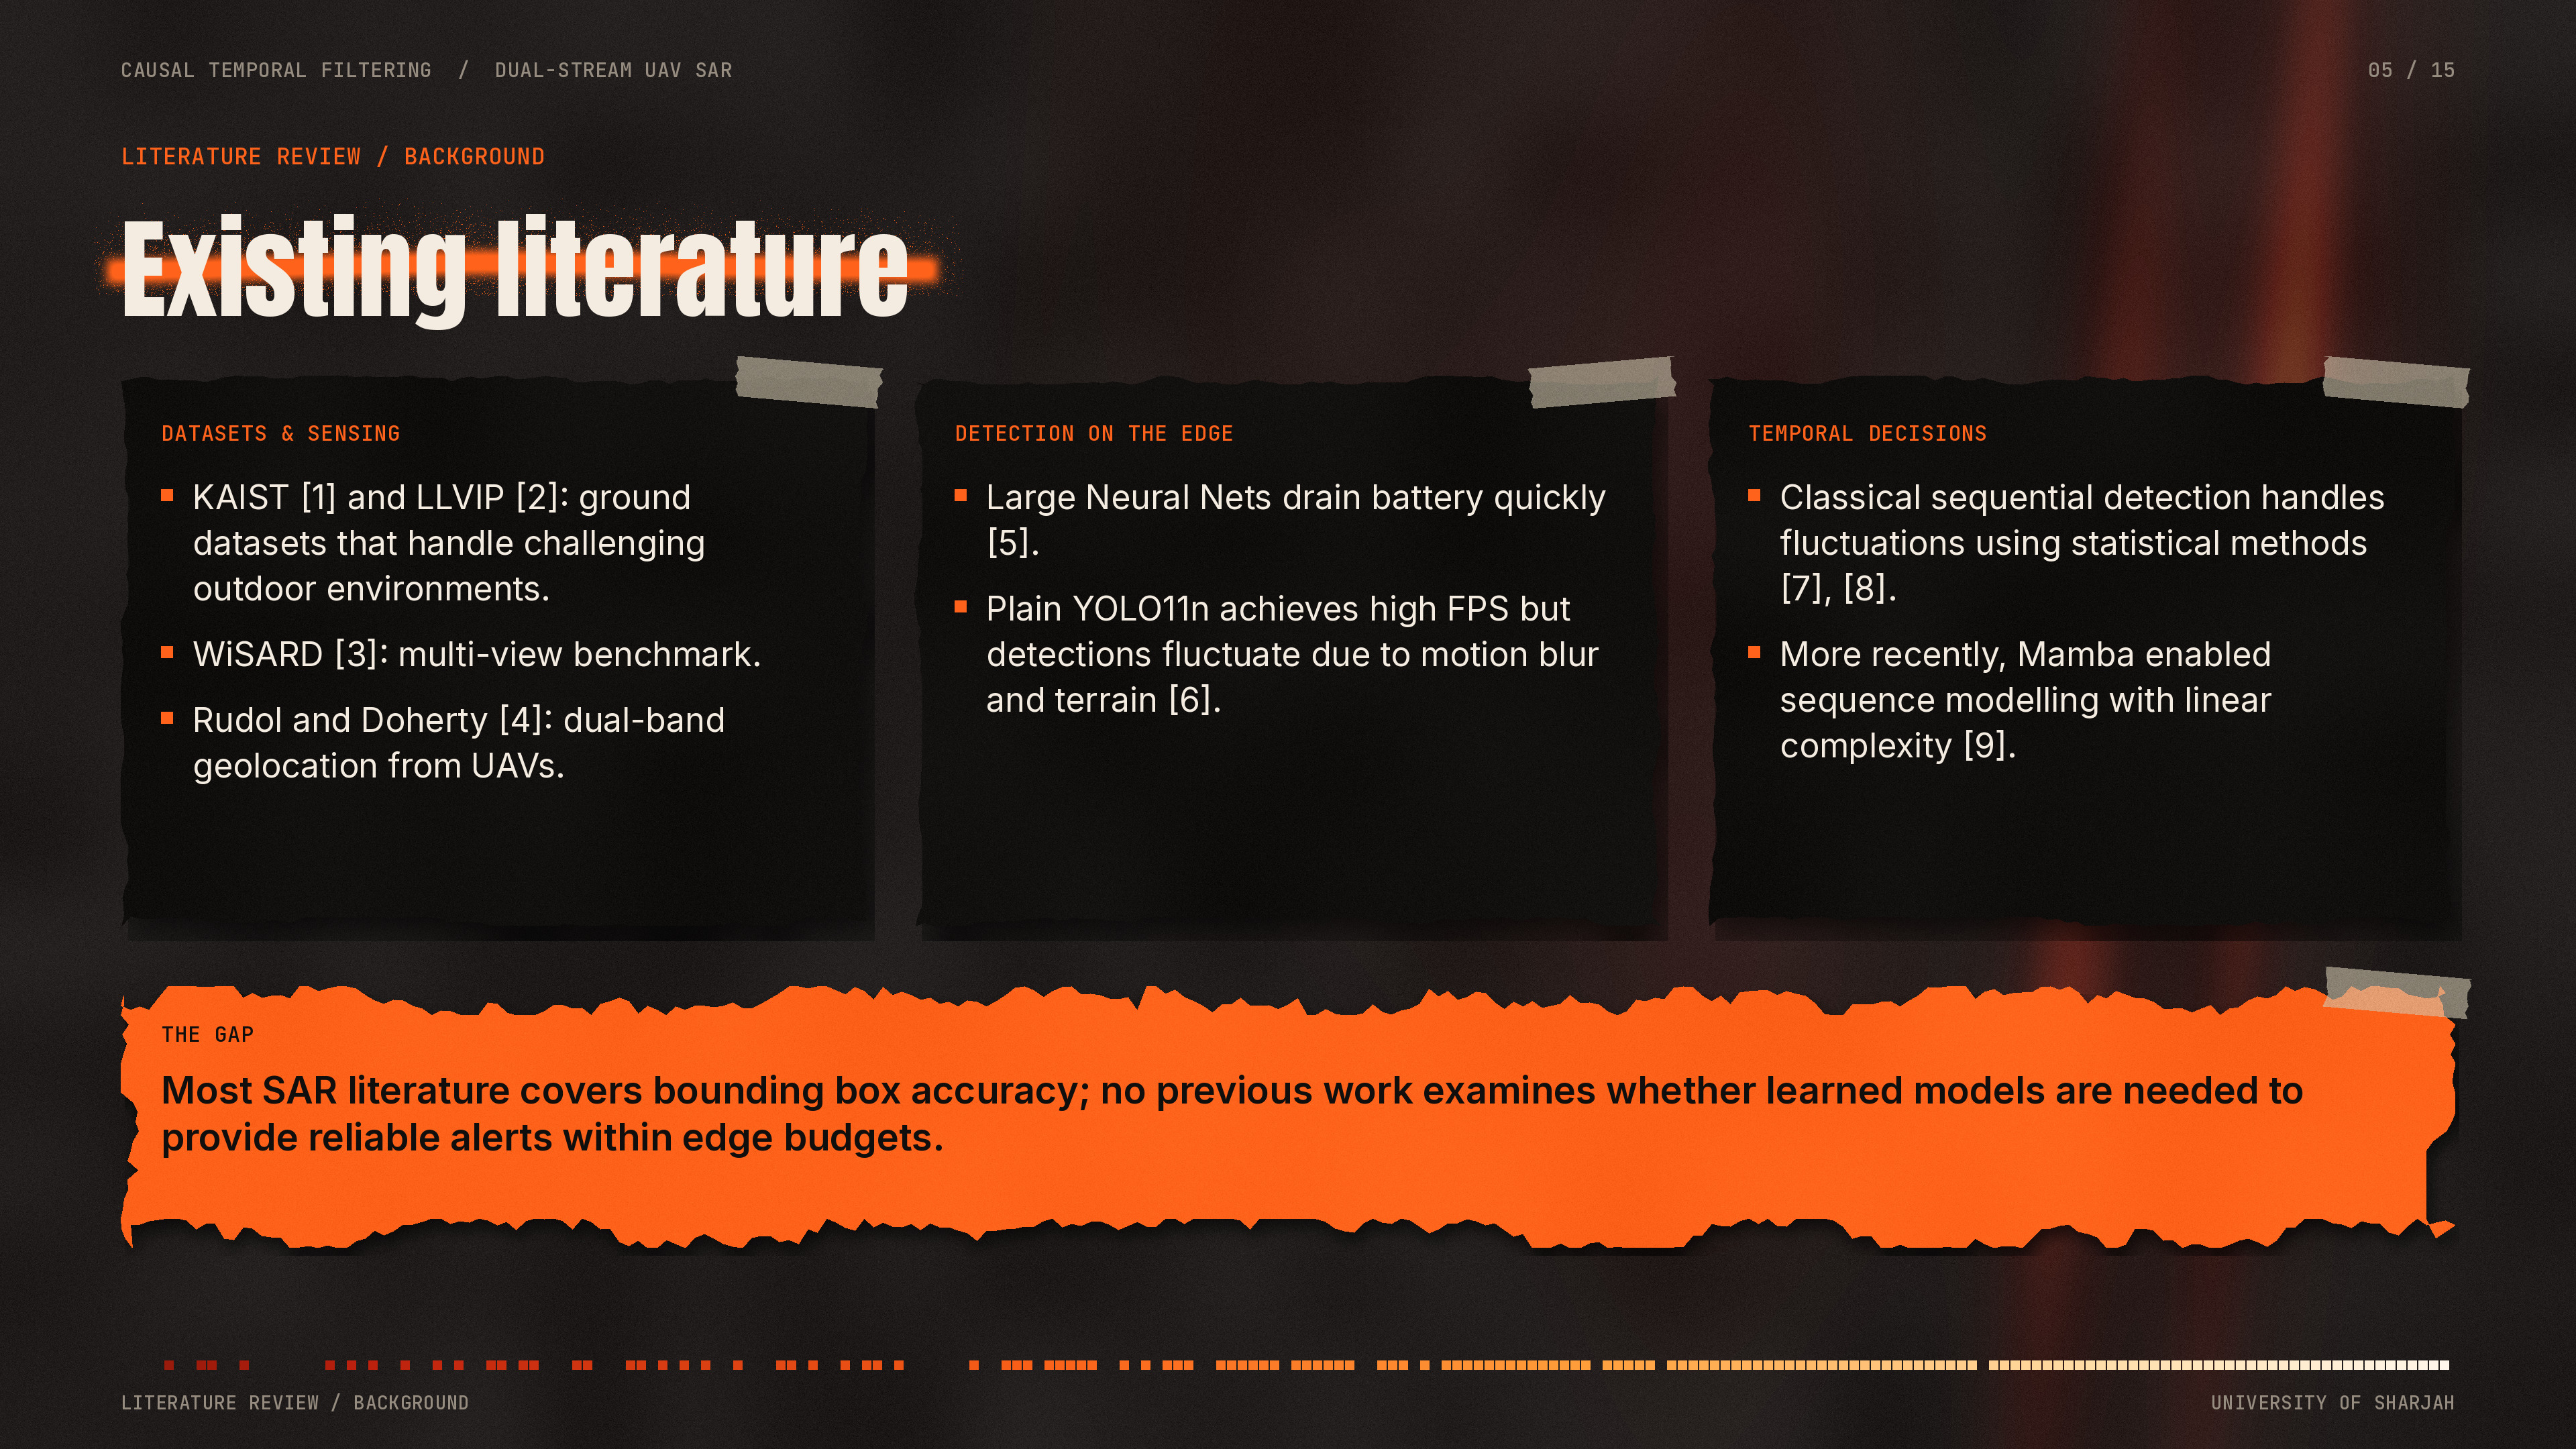 CAUSAL TEMPORAL FILTERING / DUAL-STREAM UAV SAR
05 / 15
LITERATURE REVIEW / BACKGROUND
Existing literature
DATASETS & SENSING
KAIST [1] and LLVIP [2]: ground
datasets that handle challenging
outdoor environments.
WiSARD [3]: multi-view benchmark.
Rudol and Doherty [4]: dual-band
geolocation from UAVs.
DETECTION ON THE EDGE
Large Neural Nets drain battery quickly
[5].
Plain YOLO11n achieves high FPS but
detections fluctuate due to motion blur
and terrain [6].
TEMPORAL DECISIONS
Classical sequential detection handles
fluctuations using statistical methods
[7], [8].
More recently, Mamba enabled
sequence modelling with linear
complexity [9].
THE GAP
Most SAR literature covers bounding box accuracy; no previous work examines whether learned models are needed to
provide reliable alerts within edge budgets.
LITERATURE REVIEW / BACKGROUND
UNIVERSITY OF SHARJAH